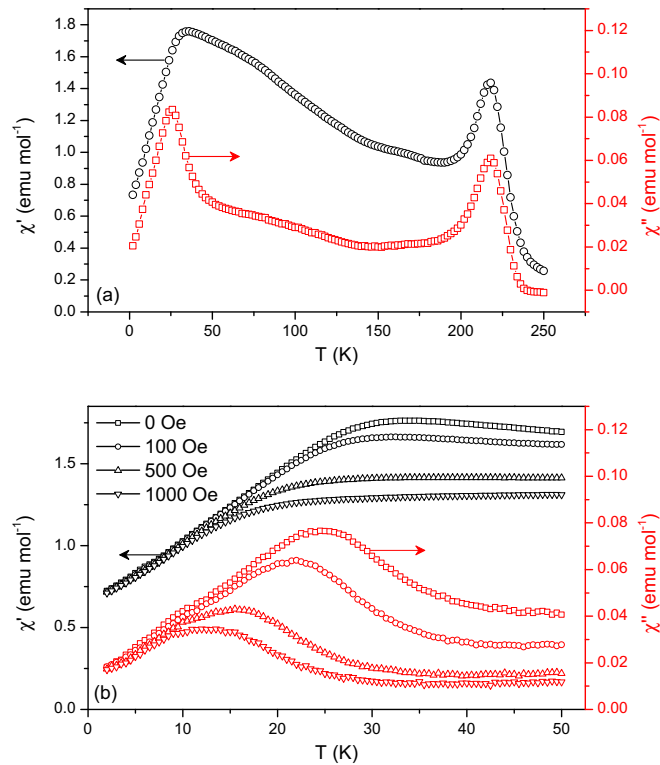 1.8
1.6
1.4
1.2
1.0
0.8
0.6
0.4
0.2
0.0
χ' (emu mol⁻¹)
0.12
0.10
0.08
0.06
0.04
0.02
0.00
χ" (emu mol⁻¹)
(a)
0 50 100 150 200 250
T (K)
0 Oe
100 Oe
500 Oe
1000 Oe
1.5
1.0
0.5
0.0
χ' (emu mol⁻¹)
0.12
0.10
0.08
0.06
0.04
0.02
0.00
χ" (emu mol⁻¹)
(b)
0 10 20 30 40 50
T (K)